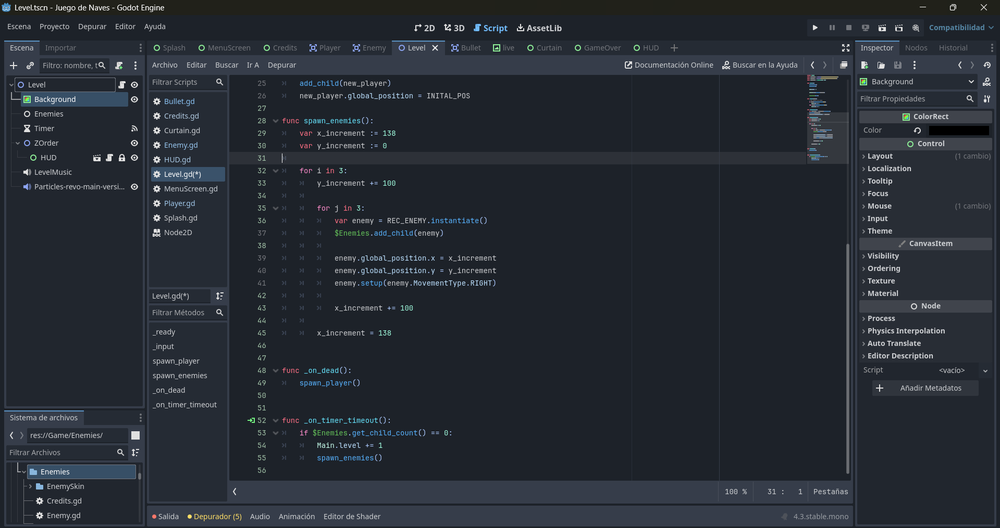 Level.tscn - Juego de Naves - Godot Engine
Escena Proyecto Depurar Editor Ayuda
2D 3D Script AssetLib
Compatibilidad
Escena Importar
Filtro: nombre, t
Level
Background
Enemies
Timer
ZOrder
HUD
LevelMusic
Particles-revo-main-versi...
Sistema de archivos
res://Game/Enemies/
Filtrar Archivos
Enemies
EnemySkin
Credits.gd
Enemy.gd
Splash MenuScreen Credits Player Enemy Level Bullet live Curtain GameOver HUD
Archivo Editar Buscar Ir A Depurar
Documentación Online Buscar en la Ayuda
Filtrar Scripts
Bullet.gd
Credits.gd
Curtain.gd
Enemy.gd
HUD.gd
Level.gd(*)
MenuScreen.gd
Player.gd
Splash.gd
Node2D
Level.gd(*)
Filtrar Métodos
_ready
_input
spawn_player
spawn_enemies
_on_dead
_on_timer_timeout
25 add_child(new_player)
26 new_player.global_position = INITAL_POS
27
28 func spawn_enemies():
29 var x_increment := 138
30 var y_increment := 0
31
32 for i in 3:
33 y_increment += 100
34
35 for j in 3:
36 var enemy = REC_ENEMY.instantiate()
37 $Enemies.add_child(enemy)
38
39 enemy.global_position.x = x_increment
40 enemy.global_position.y = y_increment
41 enemy.setup(enemy.MovementType.RIGHT)
42
43 x_increment += 100
44
45 x_increment = 138
46
47
48 func _on_dead():
49 spawn_player()
50
51
52 func _on_timer_timeout():
53 if $Enemies.get_child_count() == 0:
54 Main.level += 1
55 spawn_enemies()
56
100 % 31 : 1 Pestañas
Salida Depurador (5) Audio Animación Editor de Shader
4.3.stable.mono
Inspector Nodos Historial
Background
Filtrar Propiedades
ColorRect
Color
Control
Layout (1 cambio)
Localization
Tooltip
Focus
Mouse (1 cambio)
Input
Theme
CanvasItem
Visibility
Ordering
Texture
Material
Node
Process
Physics Interpolation
Auto Translate
Editor Description
Script <vacío>
Añadir Metadatos